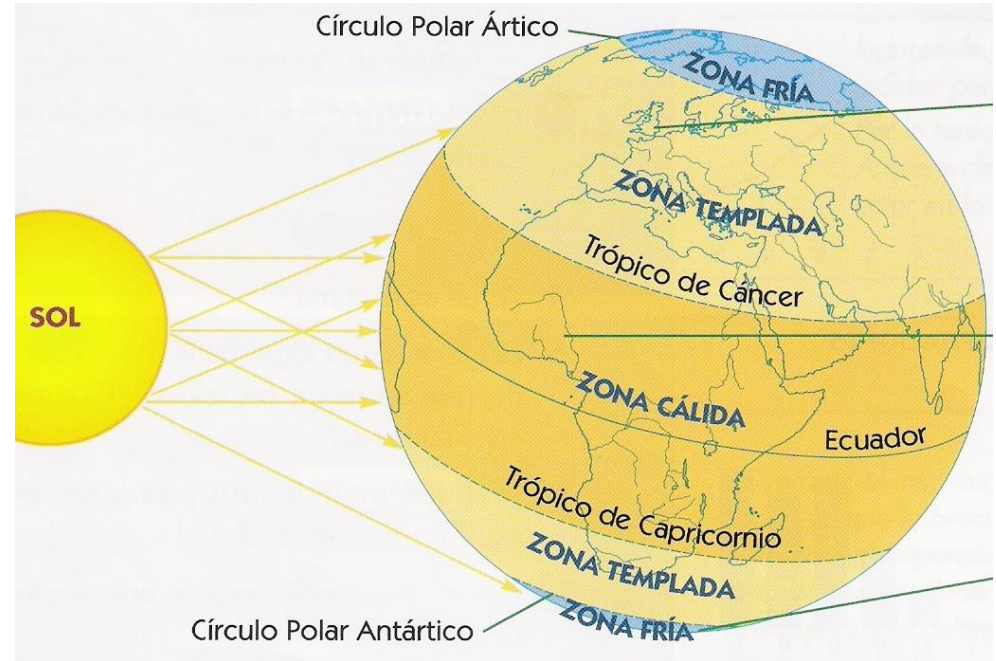 Círculo Polar Ártico
ZONA FRÍA
ZONA TEMPLADA
Trópico de Cáncer
SOL
ZONA CÁLIDA
Ecuador
Trópico de Capricornio
ZONA TEMPLADA
ZONA FRÍA
Círculo Polar Antártico